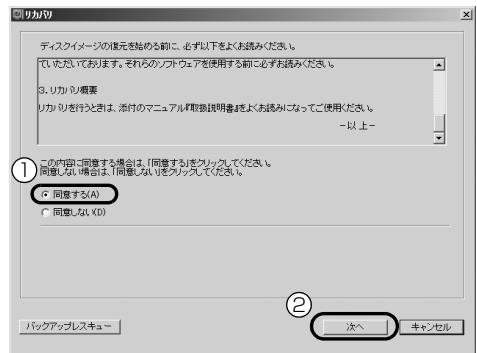 リカバリ
ディスクイメージの復元を始める前に、必ず以下をよくお読みください。
ていただいております。それらのソフトウェアを使用する前に必ずお読みください。
3. リカバリ概要
リカバリを行うときは、添付のマニュアル『取扱説明書』をよくお読みになってご使用ください。
－以 上－
この内容に同意する場合は、「同意する」をクリックしてください。
①
同意しない場合は、「同意しない」をクリックしてください。
同意する(A)
同意しない(D)
②
バックアップレスキュー
次へ
キャンセル